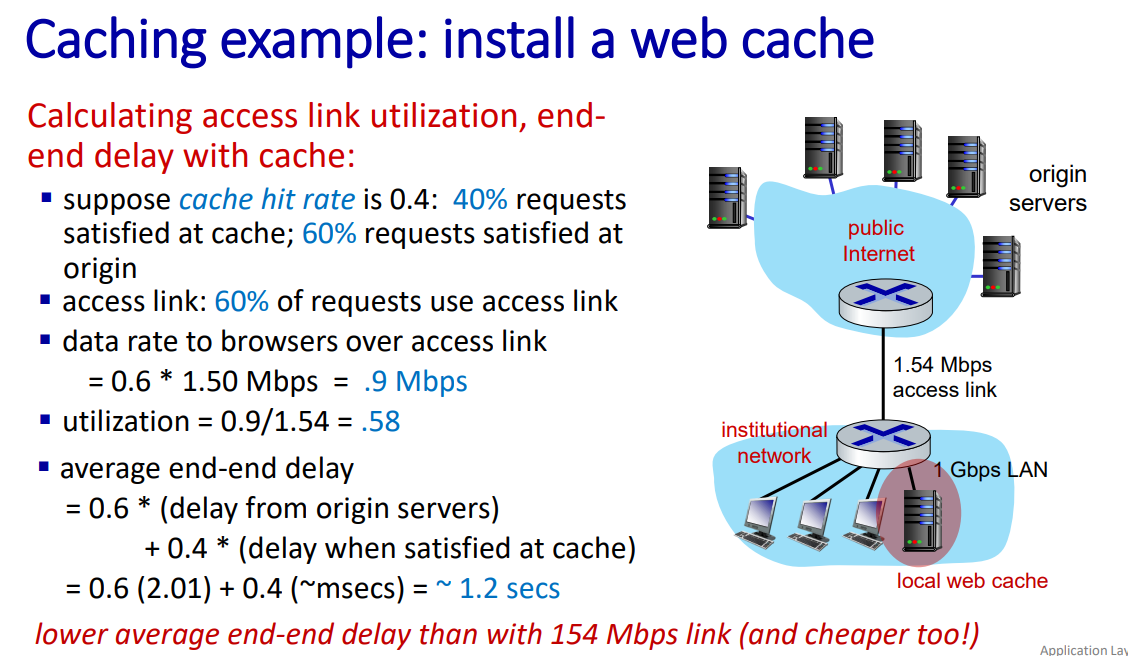 Caching example: install a web cache
Calculating access link utilization, end-
end delay with cache:
▪ suppose cache hit rate is 0.4: 40% requests
satisfied at cache; 60% requests satisfied at
origin
▪ access link: 60% of requests use access link
▪ data rate to browsers over access link
= 0.6 * 1.50 Mbps = .9 Mbps
▪ utilization = 0.9/1.54 = .58
▪ average end-end delay
= 0.6 * (delay from origin servers)
+ 0.4 * (delay when satisfied at cache)
= 0.6 (2.01) + 0.4 (~msecs) = ~ 1.2 secs
lower average end-end delay than with 154 Mbps link (and cheaper too!)
origin
servers
public
Internet
1.54 Mbps
access link
institutional
network
1 Gbps LAN
local web cache
Application Lay